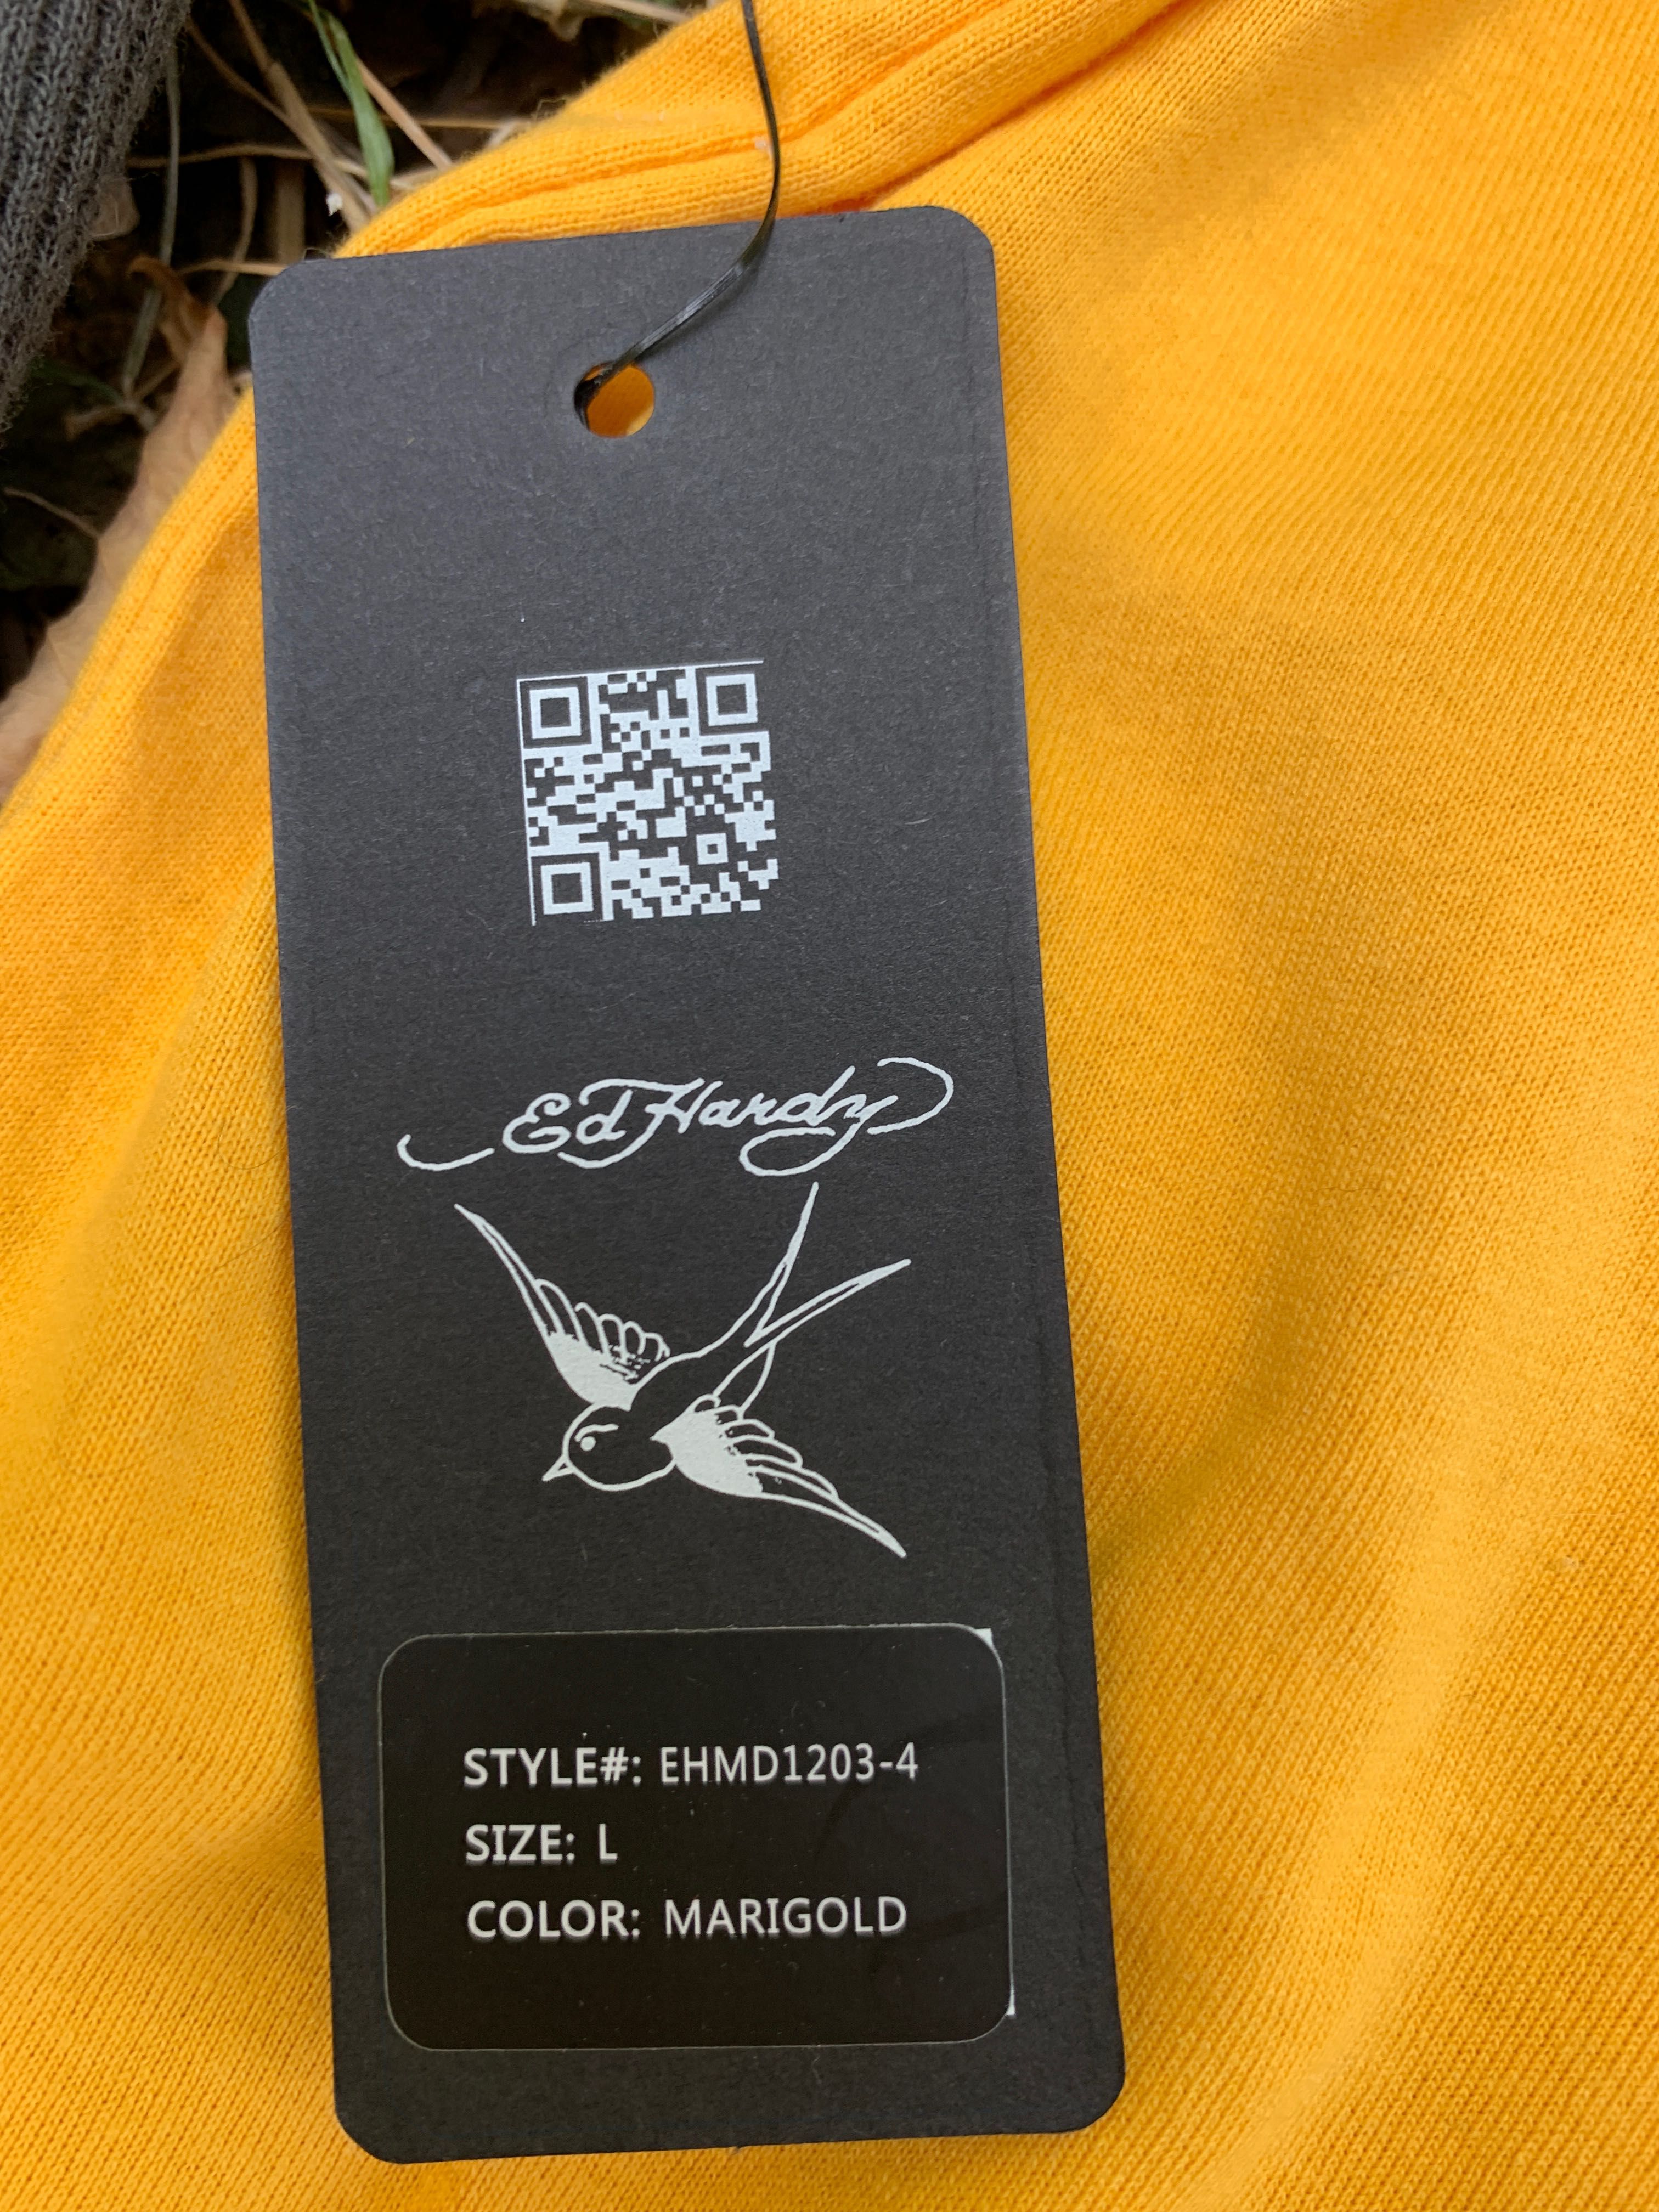 Ed Hardy
STYLE#: EHMD1203-4
SIZE: L
COLOR: MARIGOLD